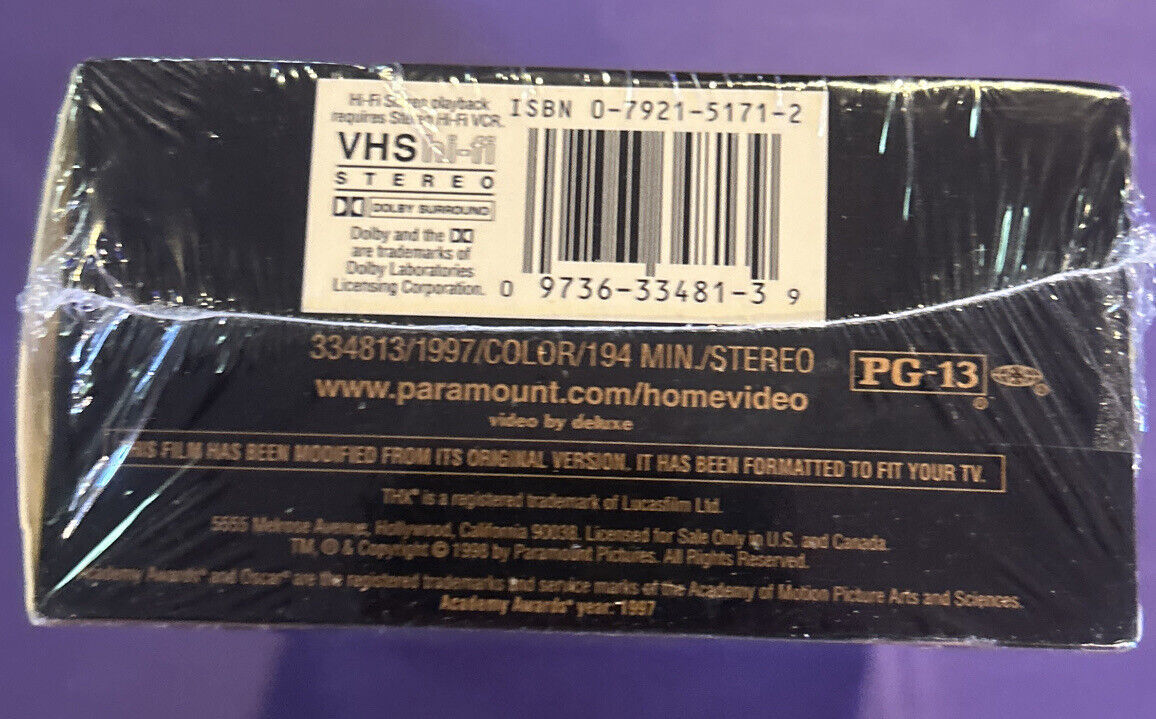 Hi-Fi Stereo playback
requires Stereo Hi-Fi VCR.
VHS hi-fi
STEREO
DOLBY SURROUND
Dolby and the
are trademarks of
Dolby Laboratories
Licensing Corporation.
ISBN 0-7921-5171-2
0 9736-33481-3 9
334813/1997/COLOR/194 MIN./STEREO
PG-13
www.paramount.com/homevideo
video by deluxe
THIS FILM HAS BEEN MODIFIED FROM ITS ORIGINAL VERSION. IT HAS BEEN FORMATTED TO FIT YOUR TV.
THX® is a registered trademark of Lucasfilm Ltd.
5555 Melrose Avenue, Hollywood, California 90038. Licensed for Sale Only in U.S. and Canada.
TM, ® & Copyright © 1998 by Paramount Pictures. All Rights Reserved.
Academy Awards® and Oscar® are the registered trademarks and service marks of the Academy of Motion Picture Arts and Sciences.
Academy Awards® year: 1997